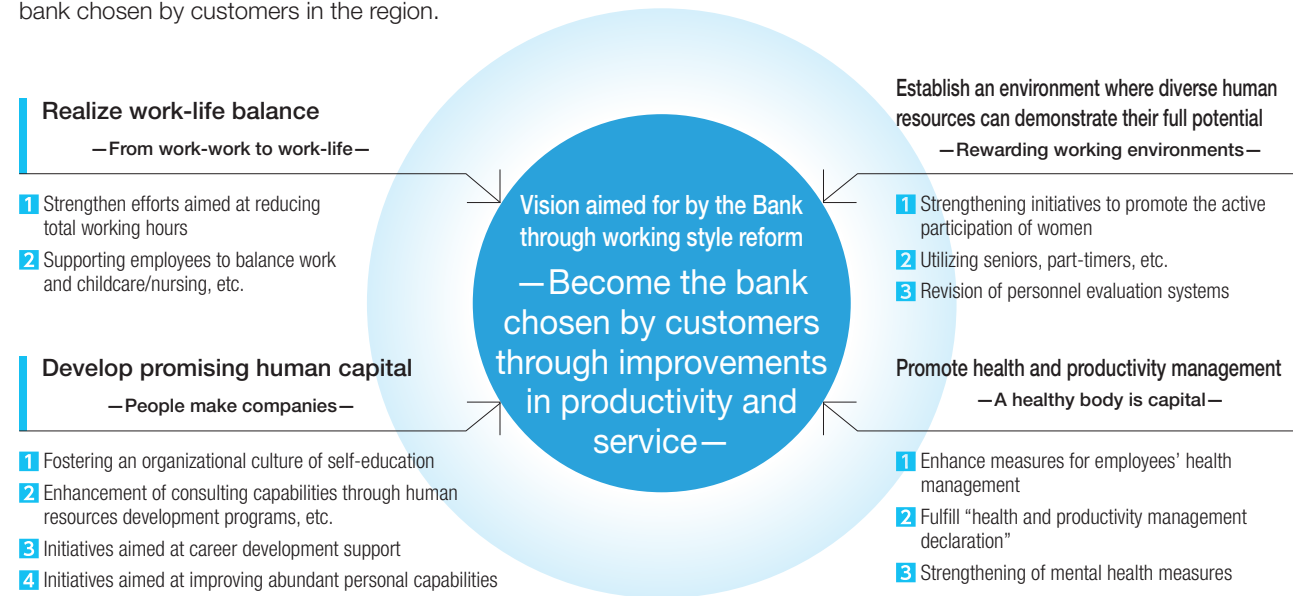 bank chosen by customers in the region.
Realize work-life balance
—From work-work to work-life—
1 Strengthen efforts aimed at reducing
total working hours
2 Supporting employees to balance work
and childcare/nursing, etc.
Develop promising human capital
—People make companies—
1 Fostering an organizational culture of self-education
2 Enhancement of consulting capabilities through human
resources development programs, etc.
3 Initiatives aimed at career development support
4 Initiatives aimed at improving abundant personal capabilities
Vision aimed for by the Bank
through working style reform
—Become the bank
chosen by customers
through improvements
in productivity and
service—
Establish an environment where diverse human
resources can demonstrate their full potential
—Rewarding working environments—
1 Strengthening initiatives to promote the active
participation of women
2 Utilizing seniors, part-timers, etc.
3 Revision of personnel evaluation systems
Promote health and productivity management
—A healthy body is capital—
1 Enhance measures for employees’ health
management
2 Fulfill “health and productivity management
declaration”
3 Strengthening of mental health measures